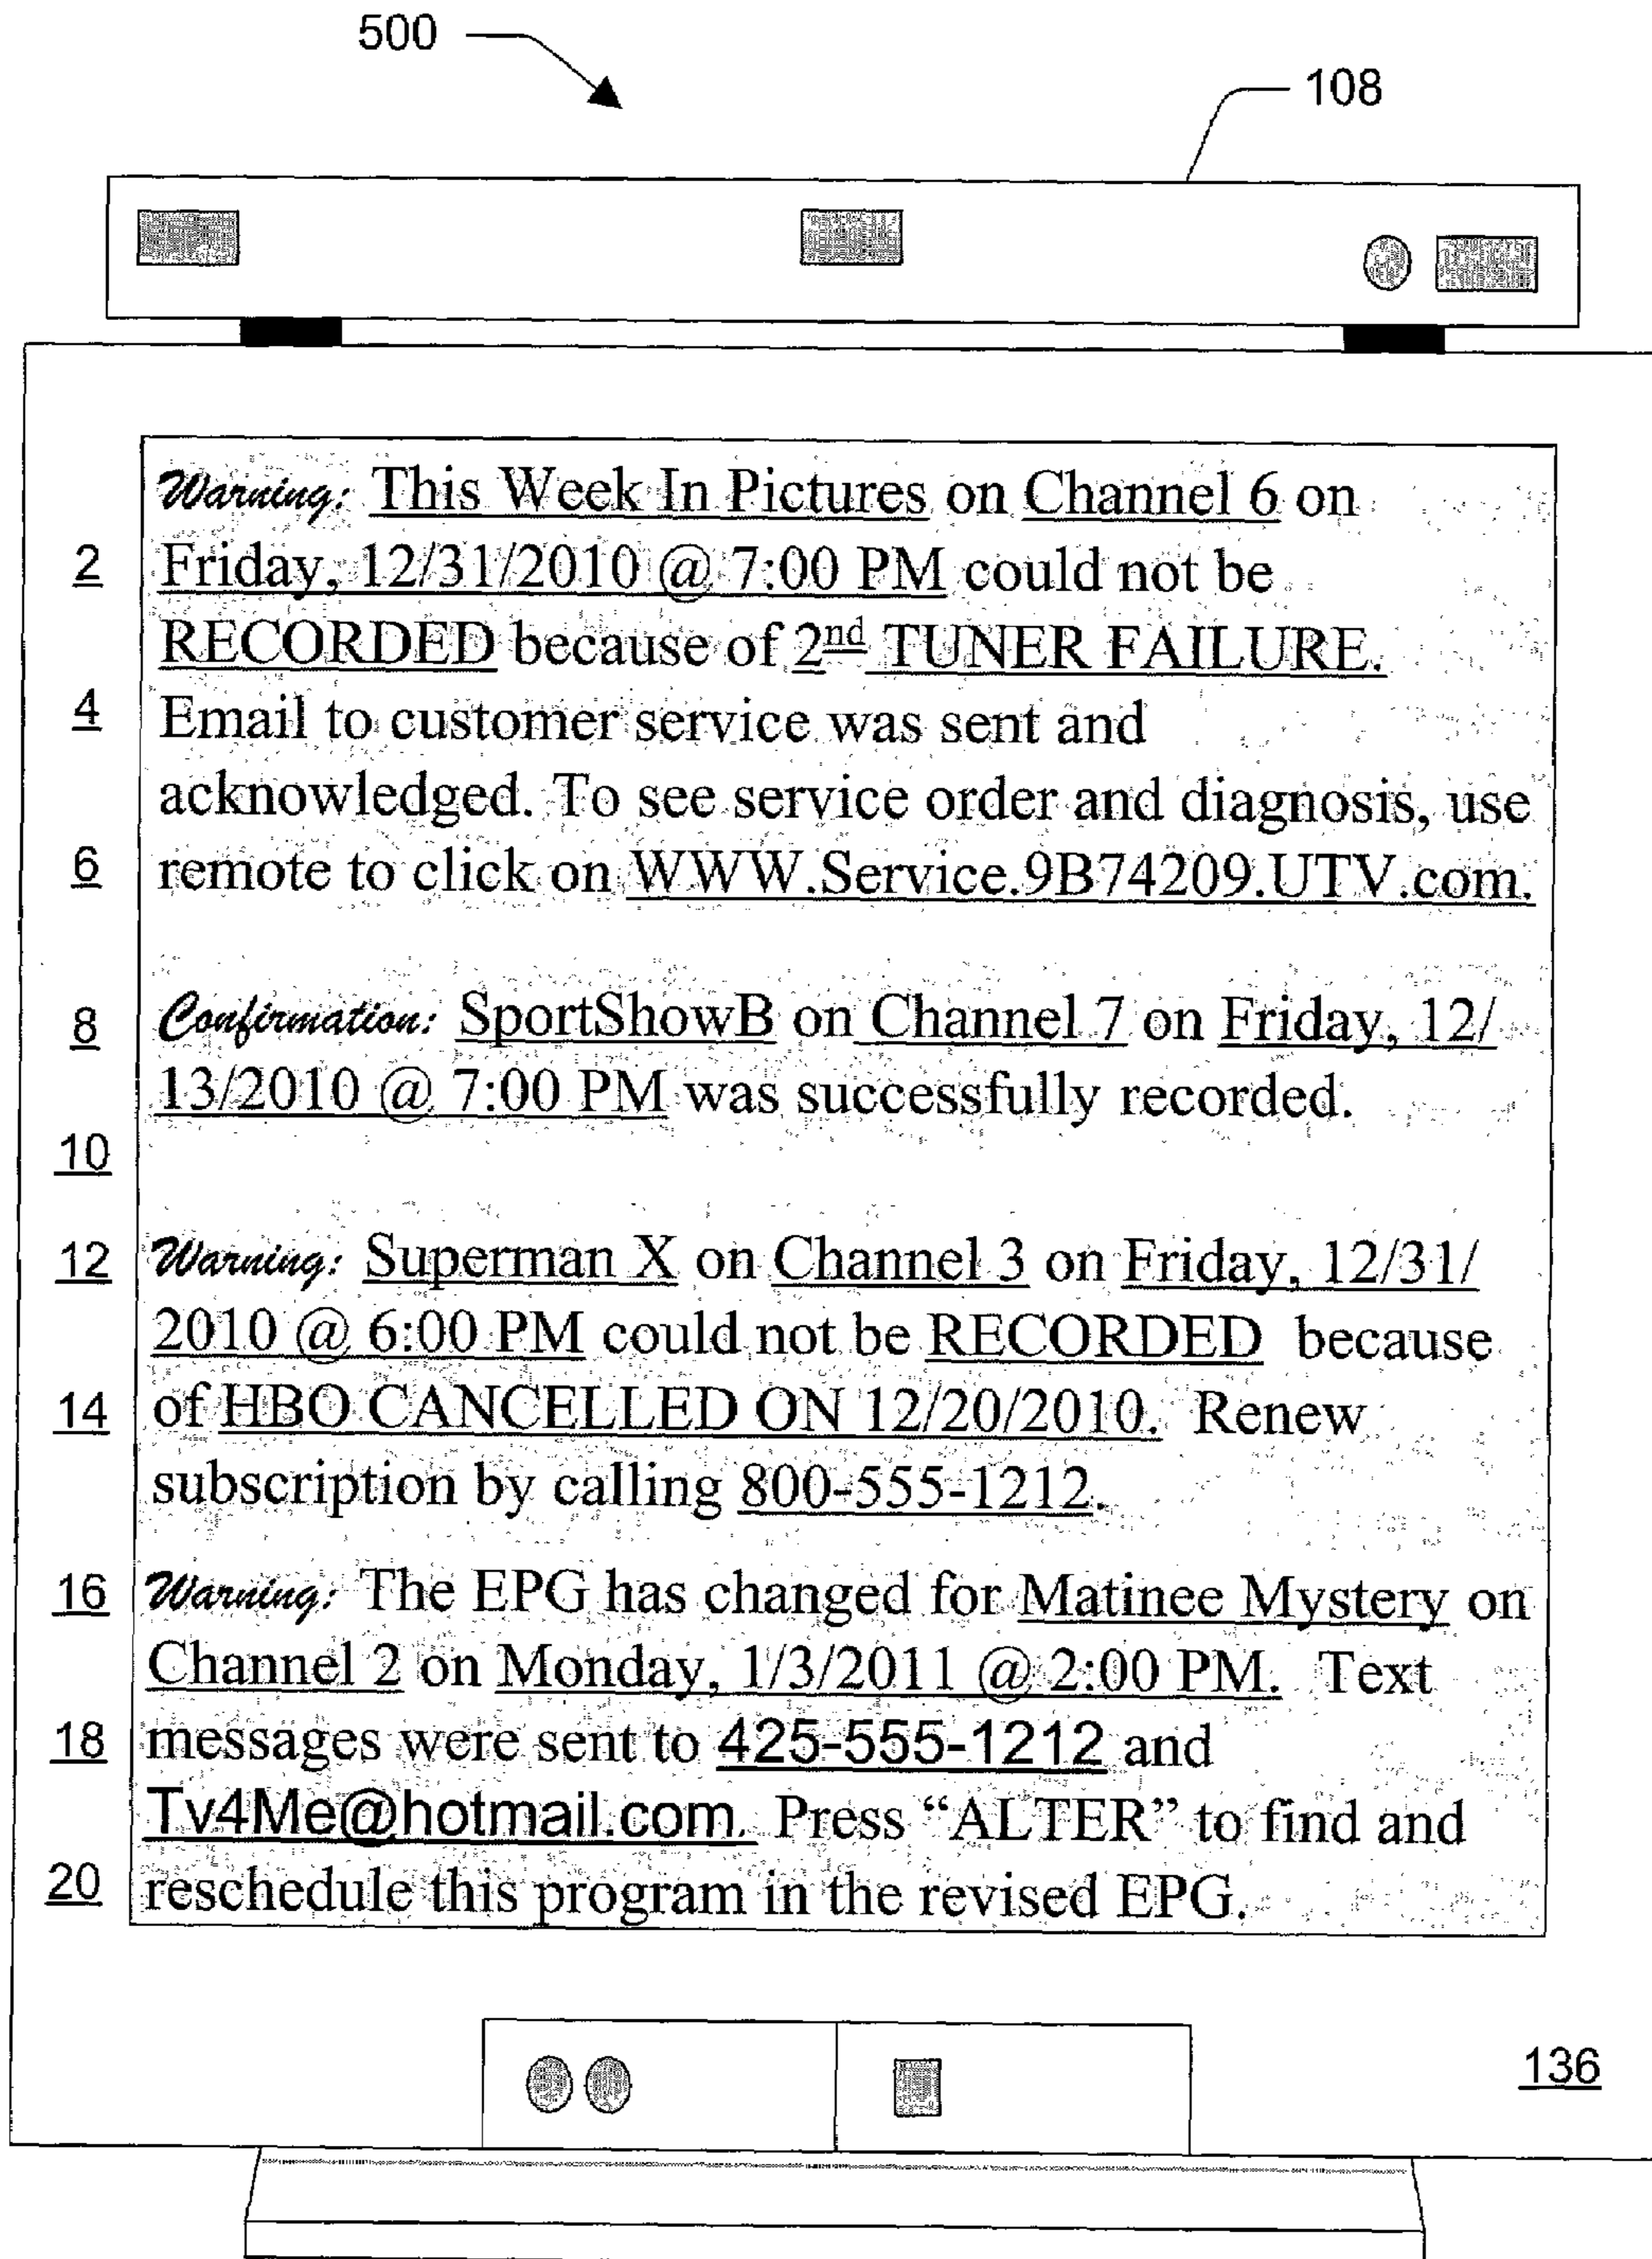 500
108
Warning: This Week In Pictures on Channel 6 on
2 Friday, 12/31/2010 @ 7:00 PM could not be
RECORDED because of 2nd TUNER FAILURE.
4 Email to customer service was sent and
acknowledged. To see service order and diagnosis, use
6 remote to click on WWW.Service.9B74209.UTV.com.
8 Confirmation: SportShowB on Channel 7 on Friday, 12/
13/2010 @ 7:00 PM was successfully recorded.
10
12 Warning: Superman X on Channel 3 on Friday, 12/31/
2010 @ 6:00 PM could not be RECORDED because
14 of HBO CANCELLED ON 12/20/2010. Renew
subscription by calling 800-555-1212.
16 Warning: The EPG has changed for Matinee Mystery on
Channel 2 on Monday, 1/3/2011 @ 2:00 PM. Text
18 messages were sent to 425-555-1212 and
Tv4Me@hotmail.com. Press “ALTER” to find and
20 reschedule this program in the revised EPG.
136